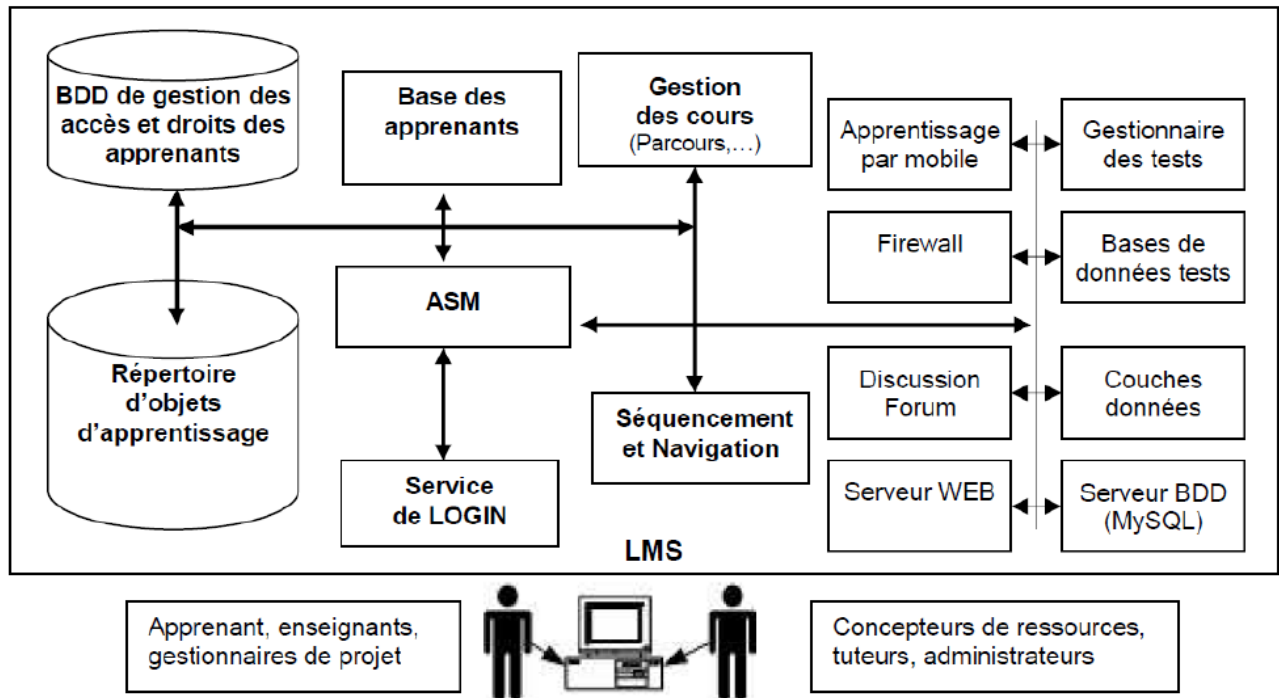 BDD de gestion des
accès et droits des
apprenants
Base des
apprenants
Gestion
des cours
(Parcours,...)
Apprentissage
par mobile
Gestionnaire
des tests
Firewall
Bases de
données tests
ASM
Répertoire
d'objets
d'apprentissage
Discussion
Forum
Couches
données
Séquencement
et Navigation
Service
de LOGIN
Serveur WEB
Serveur BDD
(MySQL)
LMS
Apprenant, enseignants,
gestionnaires de projet
Concepteurs de ressources,
tuteurs, administrateurs